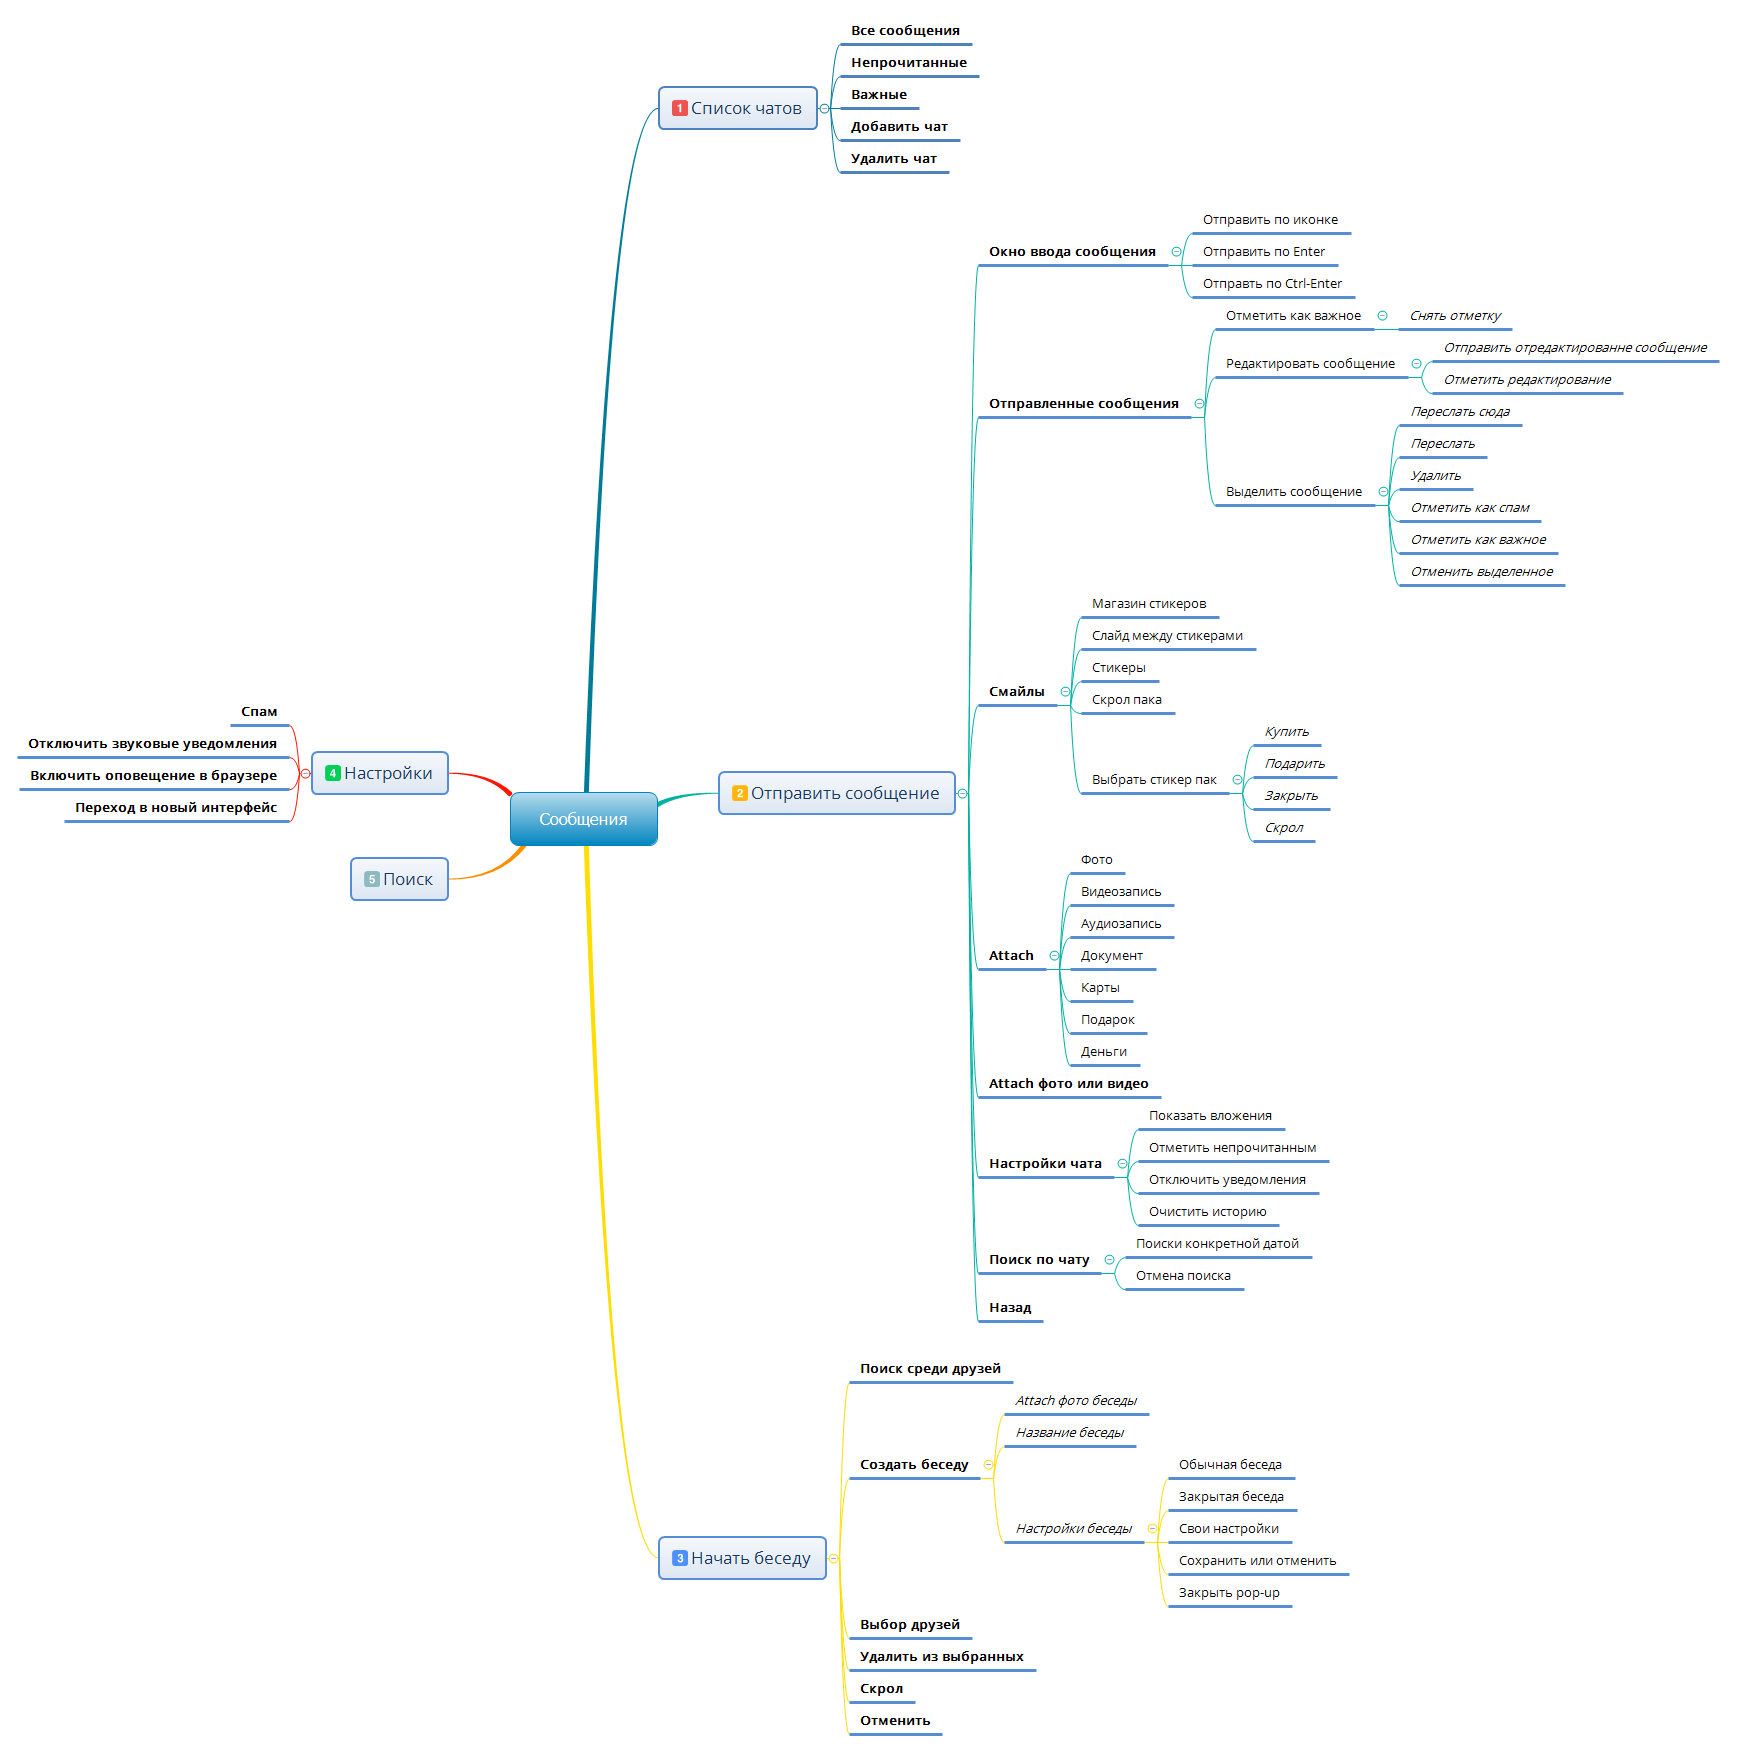 Сообщения
1 Список чатов
Все сообщения
Непрочитанные
Важные
Добавить чат
Удалить чат
2 Отправить сообщение
Окно ввода сообщения
Отправить по иконке
Отправить по Enter
Отправть по Ctrl-Enter
Отправленные сообщения
Отметить как важное
Снять отметку
Редактировать сообщение
Отправить отредактированне сообщение
Отметить редактирование
Выделить сообщение
Переслать сюда
Переслать
Удалить
Отметить как спам
Отметить как важное
Отменить выделенное
Смайлы
Магазин стикеров
Слайд между стикерами
Стикеры
Скрол пака
Выбрать стикер пак
Купить
Подарить
Закрыть
Скрол
Attach
Фото
Видеозапись
Аудиозапись
Документ
Карты
Подарок
Деньги
Attach фото или видео
Настройки чата
Показать вложения
Отметить непрочитанным
Отключить уведомления
Очистить историю
Поиск по чату
Поиски конкретной датой
Отмена поиска
Назад
3 Начать беседу
Поиск среди друзей
Создать беседу
Attach фото беседы
Название беседы
Настройки беседы
Обычная беседа
Закрытая беседа
Свои настройки
Сохранить или отменить
Закрыть pop-up
Выбор друзей
Удалить из выбранных
Скрол
Отменить
4 Настройки
Спам
Отключить звуковые уведомления
Включить оповещение в браузере
Переход в новый интерфейс
5 Поиск